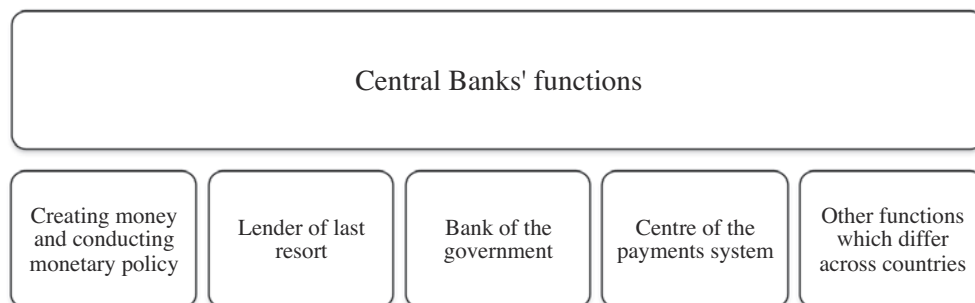 Central Banks' functions
Creating money
and conducting
monetary policy
Lender of last
resort
Bank of the
government
Centre of the
payments system
Other functions
which differ
across countries